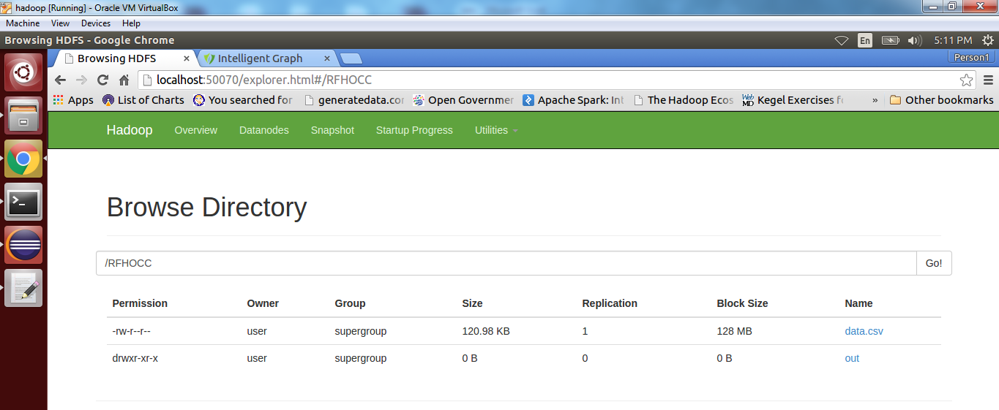 hadoop [Running] - Oracle VM VirtualBox
Machine View Devices Help
Browsing HDFS - Google Chrome En 5:11 PM
Browsing HDFS × Intelligent Graph × Person1
localhost:50070/explorer.html#/RFHOCC
Apps List of Charts You searched for generatedata.co Open Governmer Apache Spark: Int The Hadoop Ecos Web MD Kegel Exercises fo » Other bookmarks
Hadoop Overview Datanodes Snapshot Startup Progress Utilities
Browse Directory
/RFHOCC Go!
Permission Owner Group Size Replication Block Size Name
-rw-r--r-- user supergroup 120.98 KB 1 128 MB data.csv
drwxr-xr-x user supergroup 0 B 0 0 B out